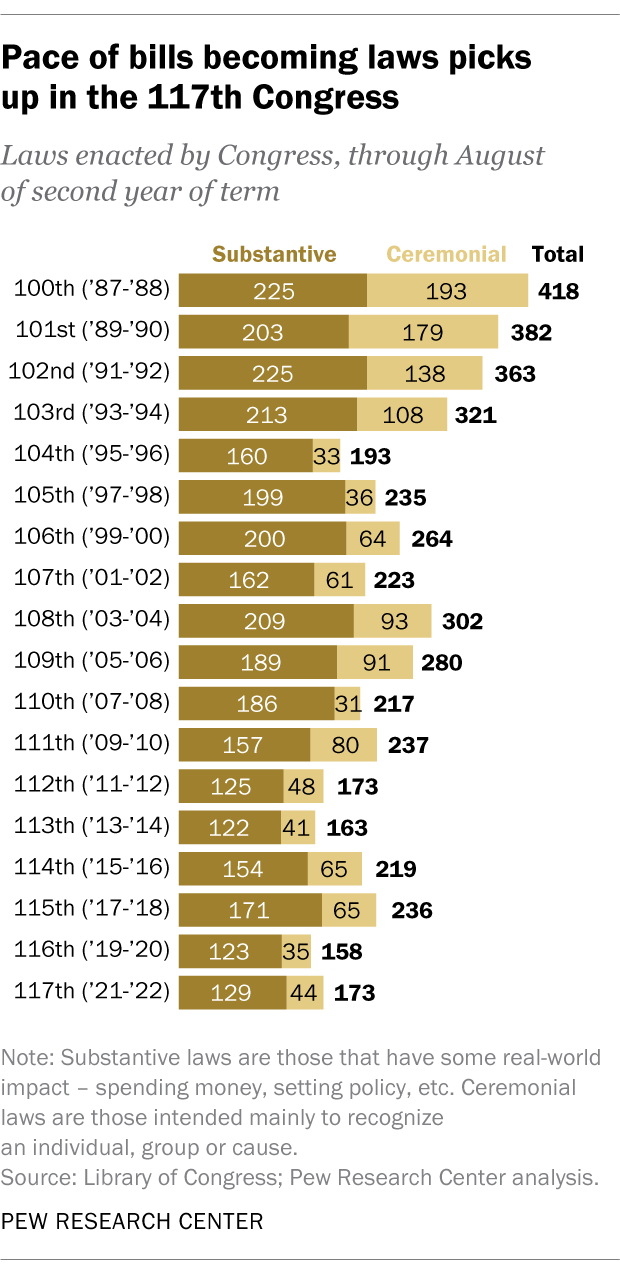 Pace of bills becoming laws picks
up in the 117th Congress
Laws enacted by Congress, through August
of second year of term
Substantive Ceremonial Total
100th (’87-’88) 225 193 418
101st (’89-’90) 203 179 382
102nd (’91-’92) 225 138 363
103rd (’93-’94) 213 108 321
104th (’95-’96) 160 33 193
105th (’97-’98) 199 36 235
106th (’99-’00) 200 64 264
107th (’01-’02) 162 61 223
108th (’03-’04) 209 93 302
109th (’05-’06) 189 91 280
110th (’07-’08) 186 31 217
111th (’09-’10) 157 80 237
112th (’11-’12) 125 48 173
113th (’13-’14) 122 41 163
114th (’15-’16) 154 65 219
115th (’17-’18) 171 65 236
116th (’19-’20) 123 35 158
117th (’21-’22) 129 44 173
Note: Substantive laws are those that have some real-world
impact – spending money, setting policy, etc. Ceremonial
laws are those intended mainly to recognize
an individual, group or cause.
Source: Library of Congress; Pew Research Center analysis.
PEW RESEARCH CENTER